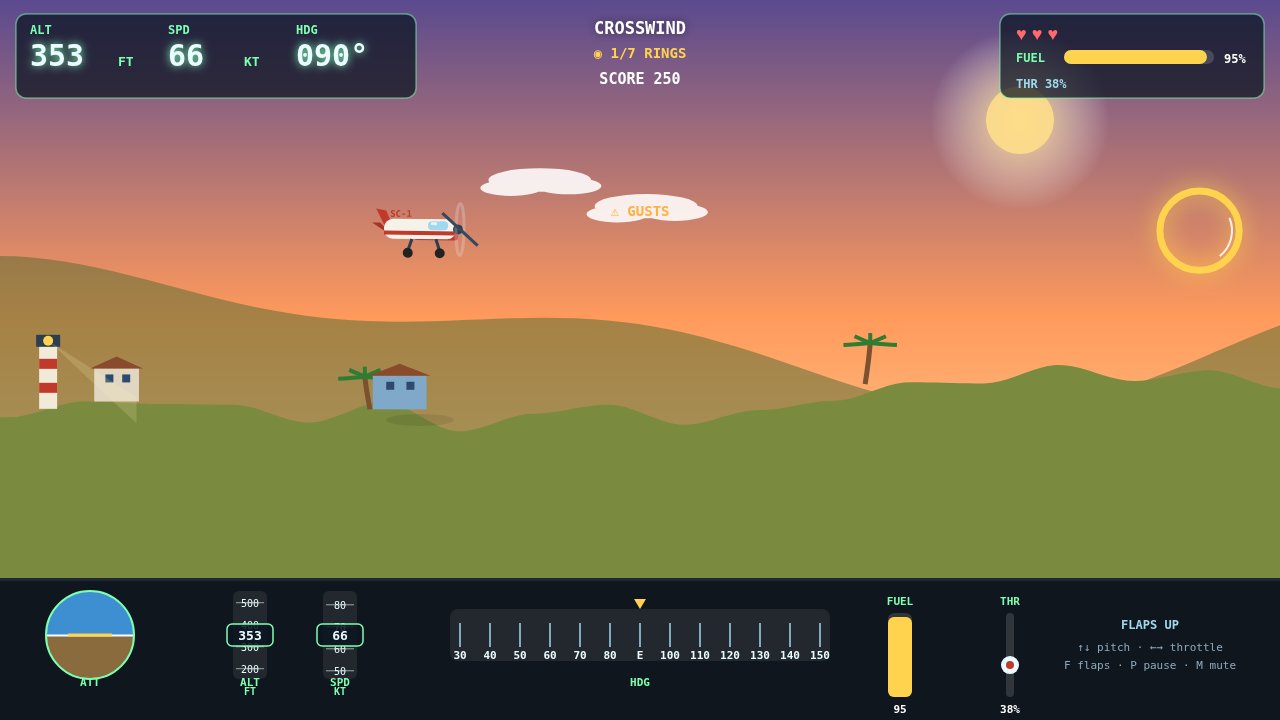 ALT SPD HDG
353 FT 66 KT 090°
CROSSWIND
◉ 1/7 RINGS
SCORE 250
♥ ♥ ♥
FUEL 95%
THR 38%
SC-1
⚠ GUSTS
500
400
353
300
200
ALT
FT
80
66
60
50
SPD
KT
ATT
30 40 50 60 70 80 E 100 110 120 130 140 150
HDG
FUEL
95
THR
38%
FLAPS UP
↑↓ pitch · ←→ throttle
F flaps · P pause · M mute